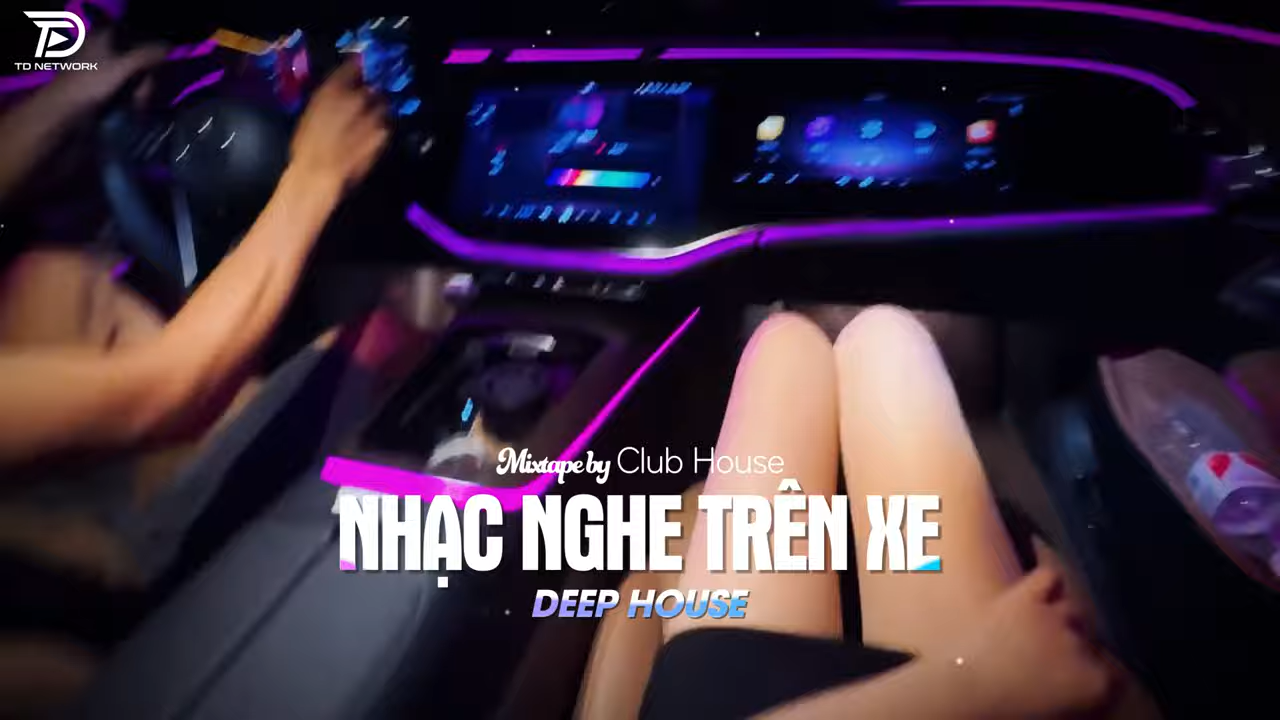 TD NETWORK
Mixtape by Club House
NHẠC NGHE TRÊN XE
DEEP HOUSE